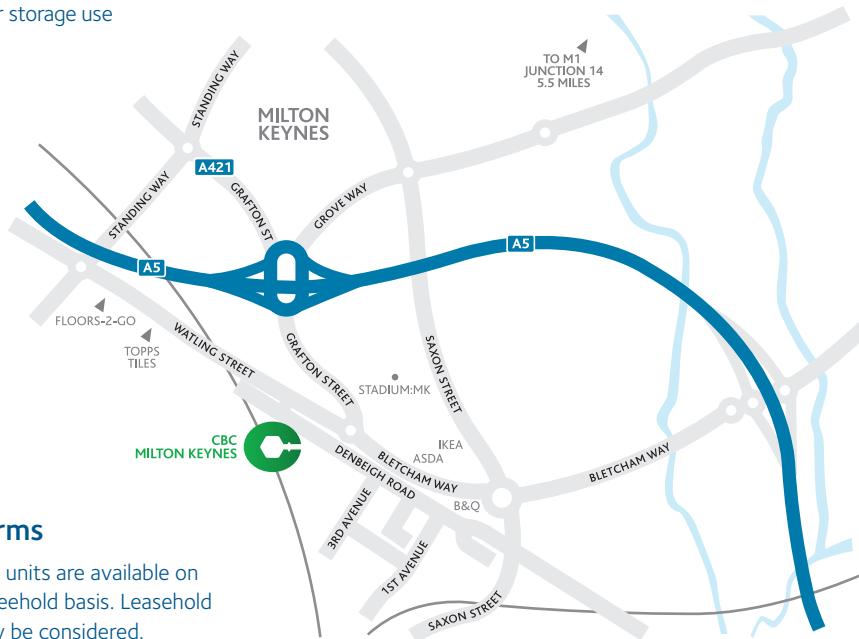 r storage use
STANDING WAY
MILTON
KEYNES
TO M1
JUNCTION 14
5.5 MILES
A421
STANDING WAY
GRAFTON ST
GROVE WAY
A5
A5
FLOORS-2-GO
TOPPS
TILES
WATLING STREET
GRAFTON STREET
SAXON STREET
STADIUM:MK
CBC
MILTON KEYNES
IKEA
ASDA
BLETCHAM WAY
BLETCHAM WAY
DENBEIGH ROAD
B&Q
3RD AVENUE
1ST AVENUE
SAXON STREET
rms
units are available on
eehold basis. Leasehold
y be considered.